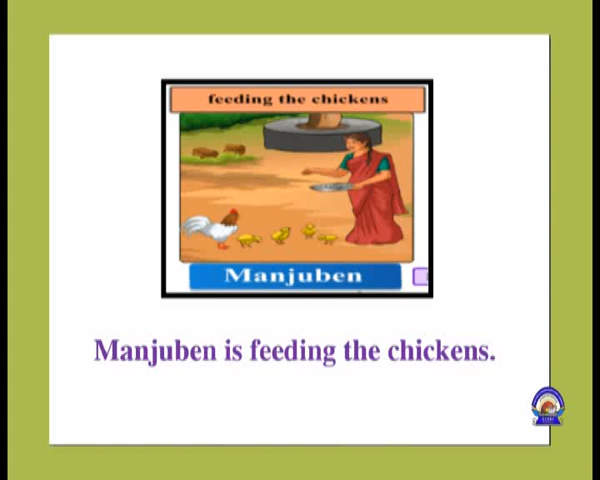 feeding the chickens
Manjuben
Manjuben is feeding the chickens.